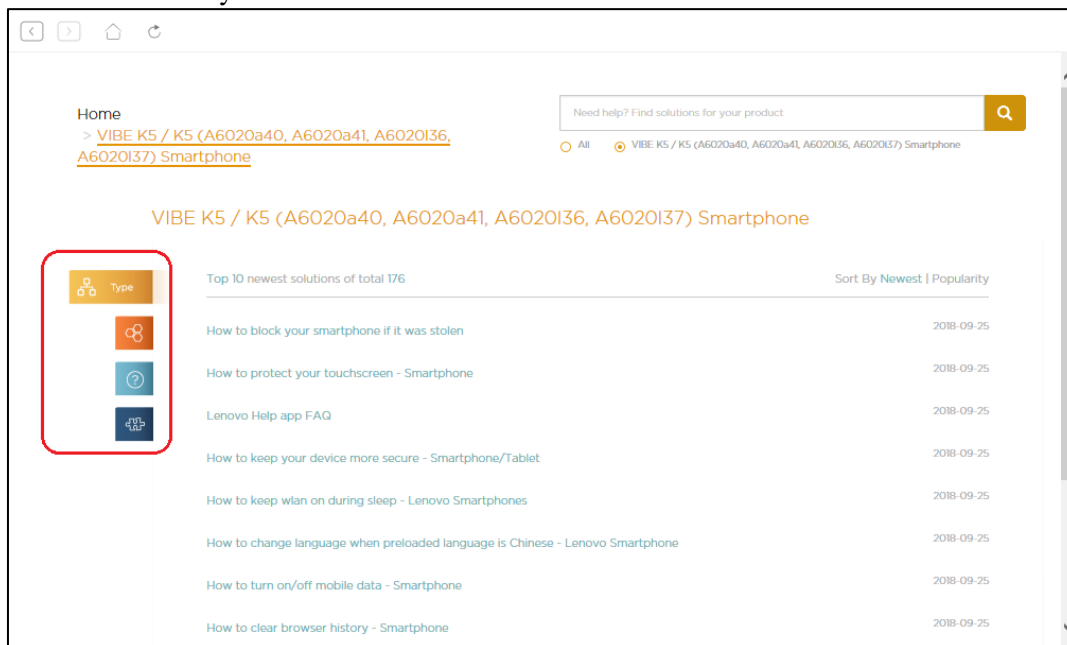 Home
> VIBE K5 / K5 (A6020a40, A6020a41, A6020l36,
A6020l37) Smartphone
Need help? Find solutions for your product
All VIBE K5 / K5 (A6020a40, A6020a41, A6020l36, A6020l37) Smartphone
VIBE K5 / K5 (A6020a40, A6020a41, A6020l36, A6020l37) Smartphone
Type
Top 10 newest solutions of total 176 Sort By Newest | Popularity
How to block your smartphone if it was stolen 2018-09-25
How to protect your touchscreen - Smartphone 2018-09-25
Lenovo Help app FAQ 2018-09-25
How to keep your device more secure - Smartphone/Tablet 2018-09-25
How to keep wlan on during sleep - Lenovo Smartphones 2018-09-25
How to change language when preloaded language is Chinese - Lenovo Smartphone 2018-09-25
How to turn on/off mobile data - Smartphone 2018-09-25
How to clear browser history - Smartphone 2018-09-25